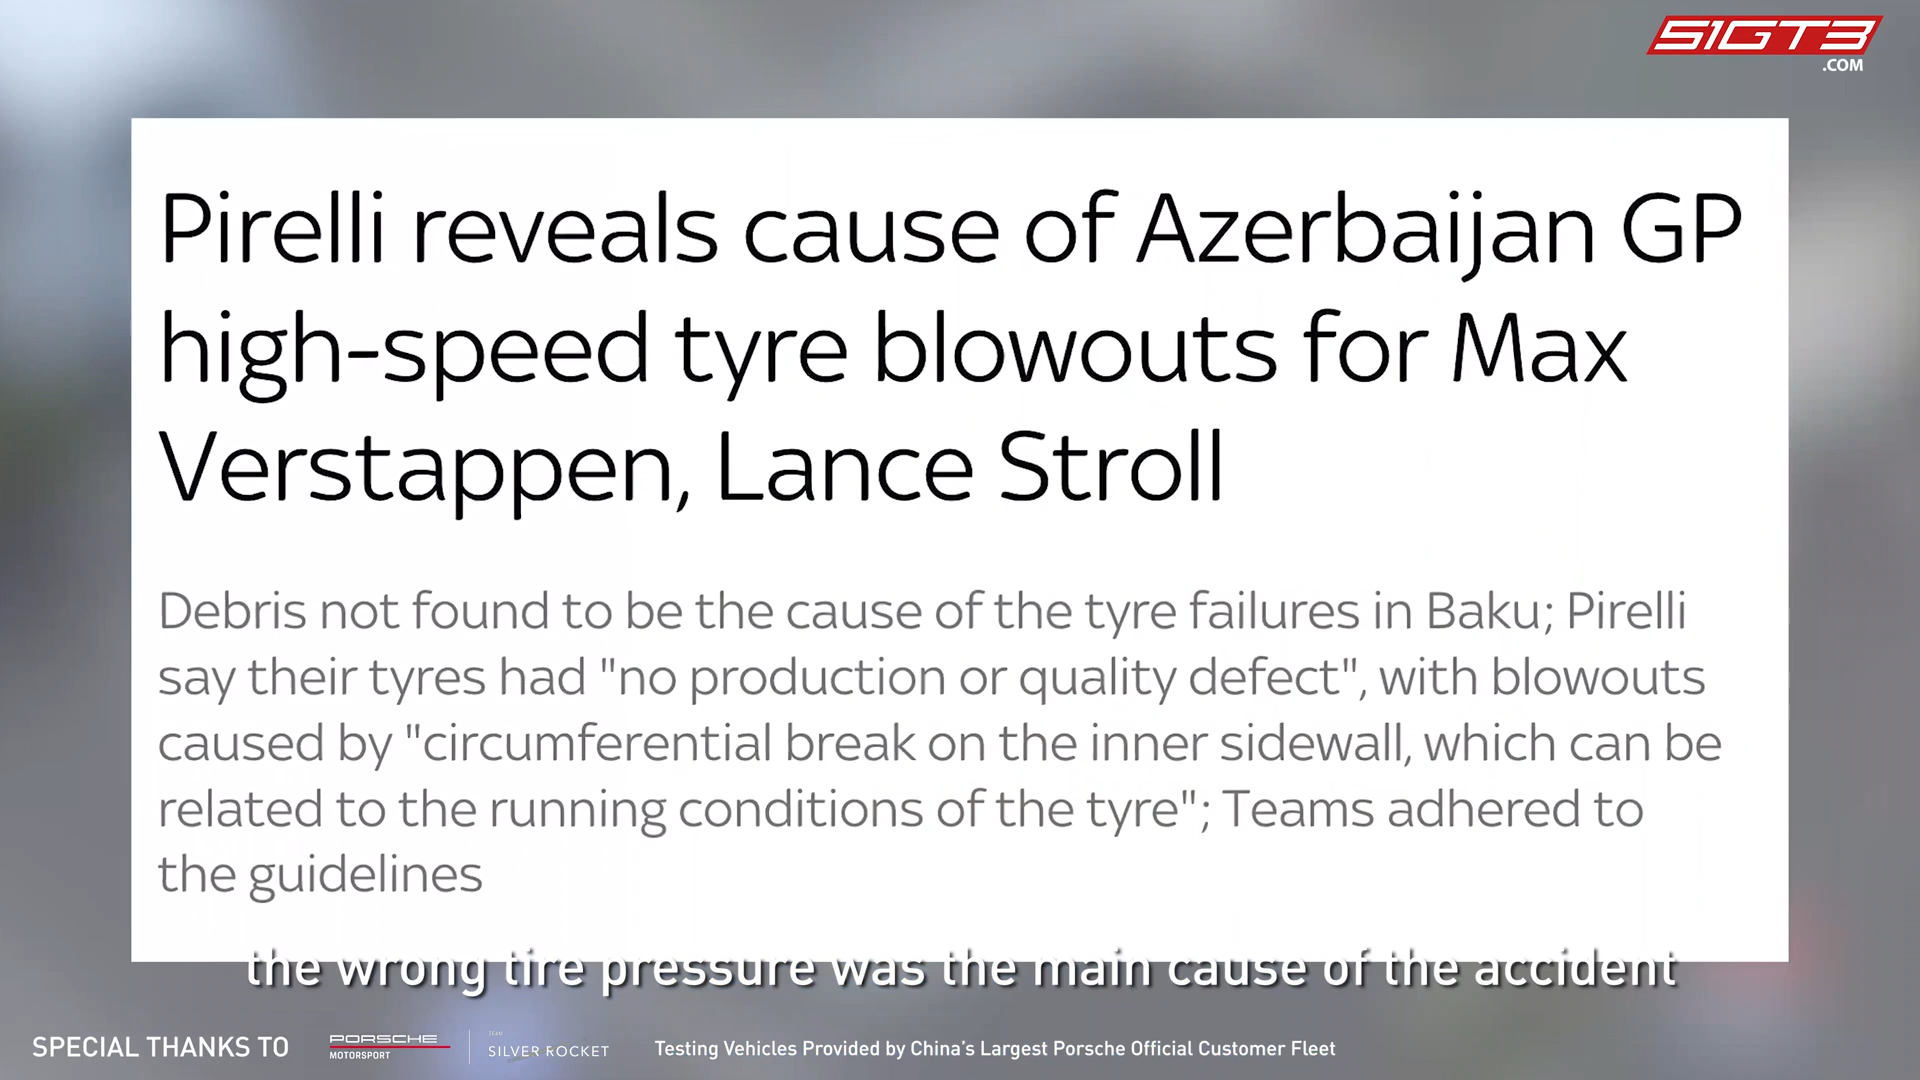 51GT3
.COM
Pirelli reveals cause of Azerbaijan GP
high-speed tyre blowouts for Max
Verstappen, Lance Stroll
Debris not found to be the cause of the tyre failures in Baku; Pirelli
say their tyres had "no production or quality defect", with blowouts
caused by "circumferential break on the inner sidewall, which can be
related to the running conditions of the tyre"; Teams adhered to
the guidelines
the wrong tire pressure was the main cause of the accident
SPECIAL THANKS TO
PORSCHE
MOTORSPORT
TEAM
SILVER ROCKET
Testing Vehicles Provided by China's Largest Porsche Official Customer Fleet